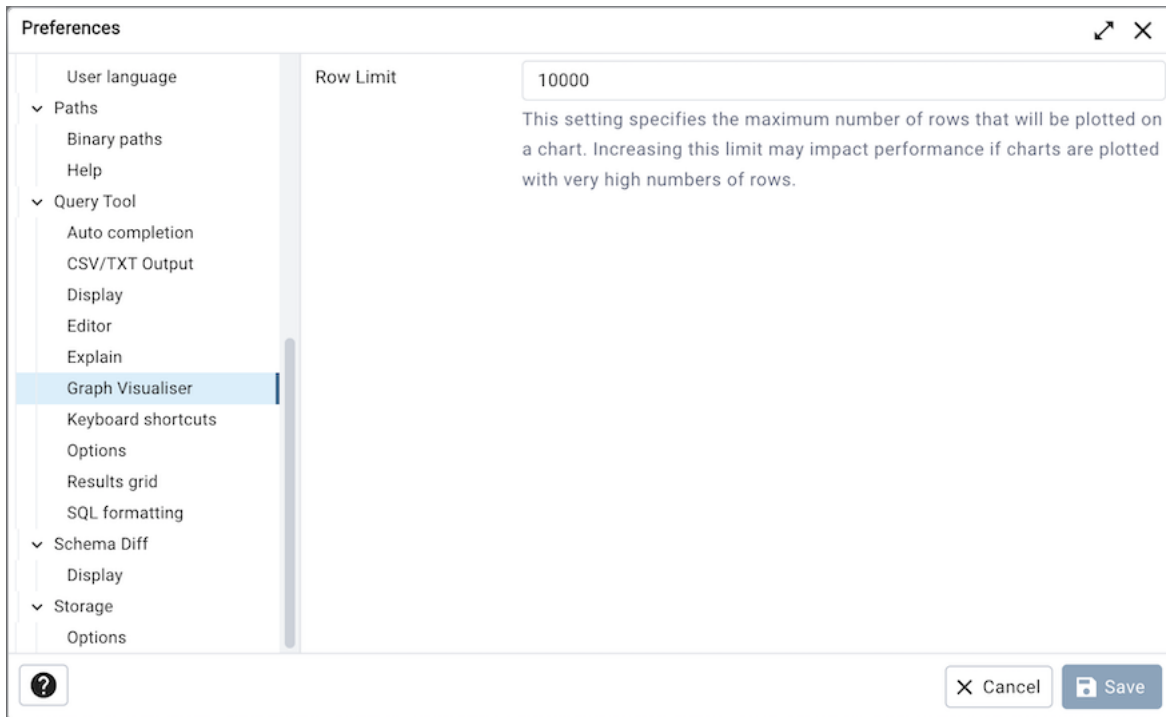 Preferences
User language
Paths
Binary paths
Help
Query Tool
Auto completion
CSV/TXT Output
Display
Editor
Explain
Graph Visualiser
Keyboard shortcuts
Options
Results grid
SQL formatting
Schema Diff
Display
Storage
Options
Row Limit
10000
This setting specifies the maximum number of rows that will be plotted on
a chart. Increasing this limit may impact performance if charts are plotted
with very high numbers of rows.
?
Cancel
Save